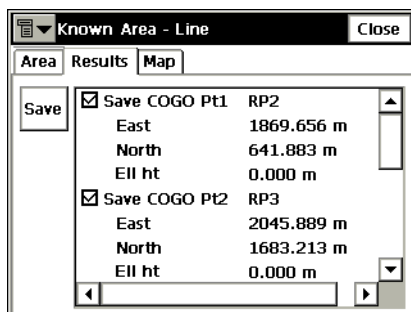 Known Area - Line Close
Area Results Map
Save
Save COGO Pt1 RP2
East 1869.656 m
North 641.883 m
Ell ht 0.000 m
Save COGO Pt2 RP3
East 2045.889 m
North 1683.213 m
Ell ht 0.000 m